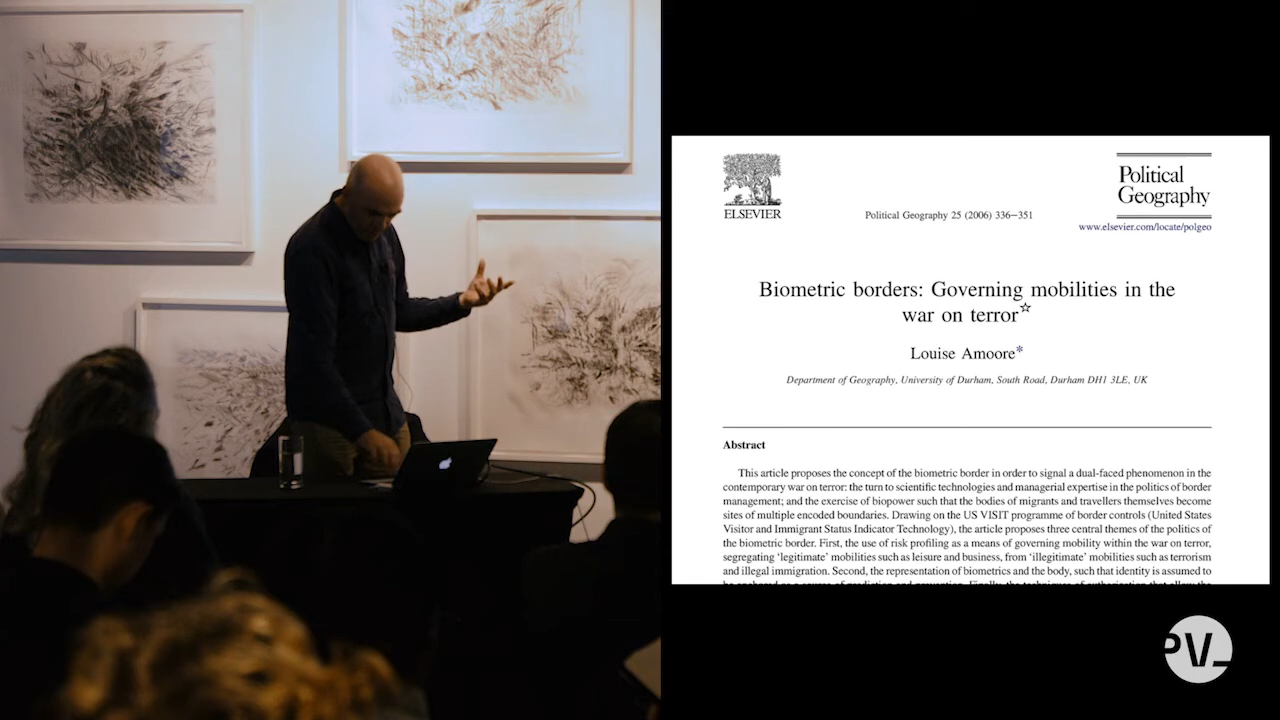 ELSEVIER
Political Geography 25 (2006) 336–351
Political
Geography
www.elsevier.com/locate/polgeo
Biometric borders: Governing mobilities in the
war on terror☆
Louise Amoore*
Department of Geography, University of Durham, South Road, Durham DH1 3LE, UK
Abstract
This article proposes the concept of the biometric border in order to signal a dual-faced phenomenon in the
contemporary war on terror: the turn to scientific technologies and managerial expertise in the politics of border
management; and the exercise of biopower such that the bodies of migrants and travellers themselves become
sites of multiple encoded boundaries. Drawing on the US VISIT programme of border controls (United States
Visitor and Immigrant Status Indicator Technology), the article proposes three central themes of the politics of
the biometric border. First, the use of risk profiling as a means of governing mobility within the war on terror,
segregating ‘legitimate’ mobilities such as leisure and business, from ‘illegitimate’ mobilities such as terrorism
and illegal immigration. Second, the representation of biometrics and the body, such that identity is assumed to
PV_